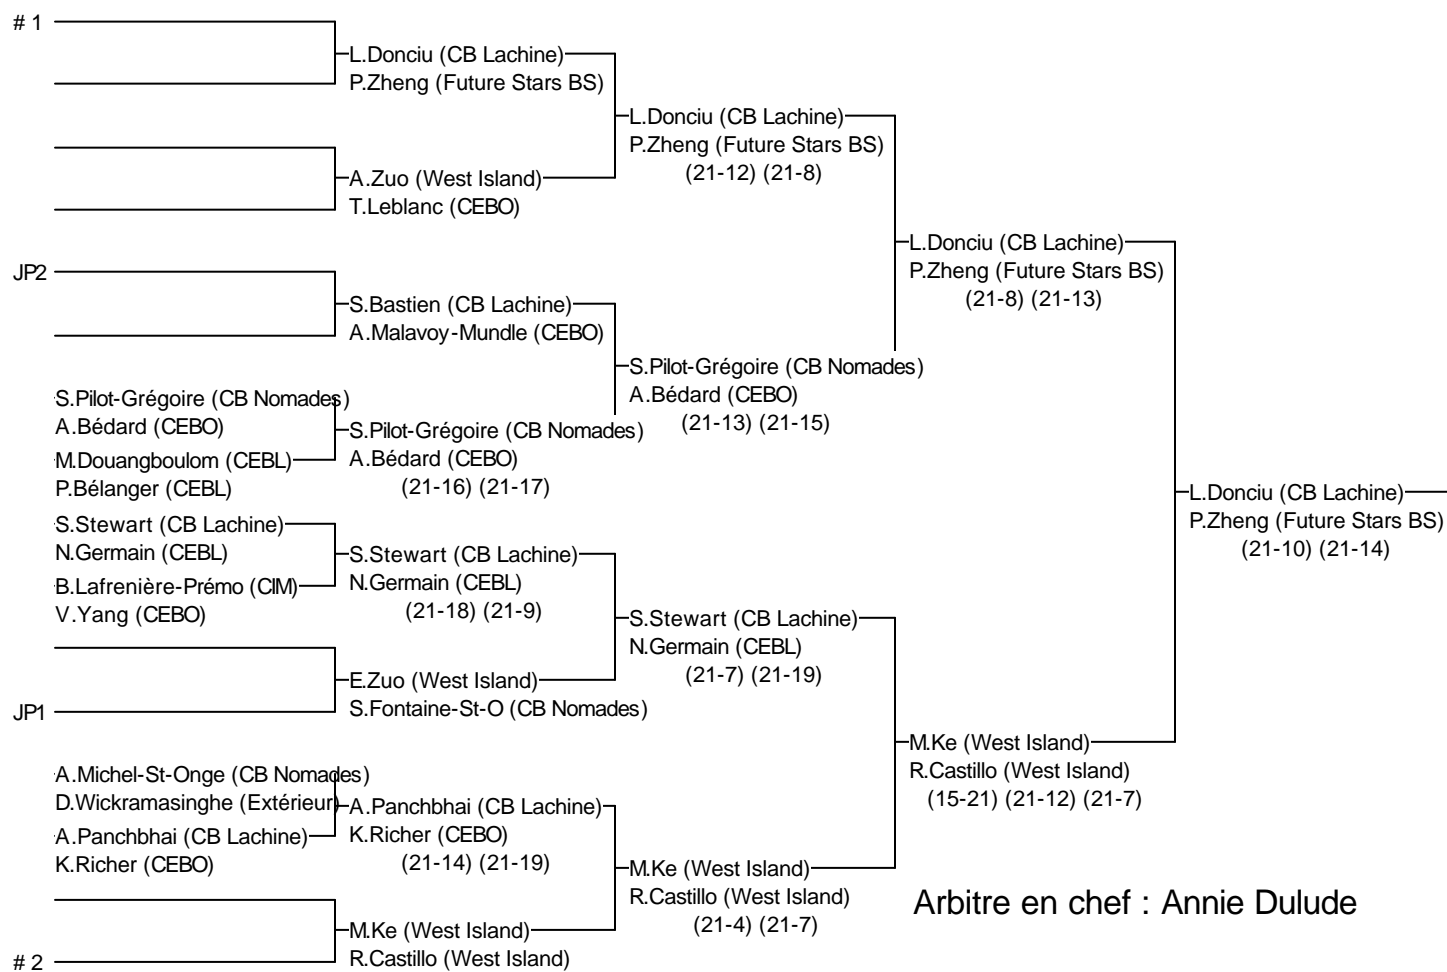 # 1
L.Donciu (CB Lachine)
P.Zheng (Future Stars BS)
L.Donciu (CB Lachine)
P.Zheng (Future Stars BS)
(21-12) (21-8)
A.Zuo (West Island)
T.Leblanc (CEBO)
L.Donciu (CB Lachine)
P.Zheng (Future Stars BS)
(21-8) (21-13)
JP2
S.Bastien (CB Lachine)
A.Malavoy-Mundle (CEBO)
S.Pilot-Grégoire (CB Nomades)
A.Bédard (CEBO)
(21-13) (21-15)
S.Pilot-Grégoire (CB Nomades)
A.Bédard (CEBO)
S.Pilot-Grégoire (CB Nomades)
A.Bédard (CEBO)
(21-16) (21-17)
M.Douangboulom (CEBL)
P.Bélanger (CEBL)
L.Donciu (CB Lachine)
P.Zheng (Future Stars BS)
(21-10) (21-14)
S.Stewart (CB Lachine)
N.Germain (CEBL)
S.Stewart (CB Lachine)
N.Germain (CEBL)
(21-18) (21-9)
B.Lafrenière-Prémo (CIM)
V.Yang (CEBO)
S.Stewart (CB Lachine)
N.Germain (CEBL)
(21-7) (21-19)
E.Zuo (West Island)
S.Fontaine-St-O (CB Nomades)
JP1
M.Ke (West Island)
R.Castillo (West Island)
(15-21) (21-12) (21-7)
A.Michel-St-Onge (CB Nomades)
D.Wickramasinghe (Extérieur)
A.Panchbhai (CB Lachine)
K.Richer (CEBO)
(21-14) (21-19)
A.Panchbhai (CB Lachine)
K.Richer (CEBO)
M.Ke (West Island)
R.Castillo (West Island)
(21-4) (21-7)
Arbitre en chef : Annie Dulude
M.Ke (West Island)
R.Castillo (West Island)
# 2